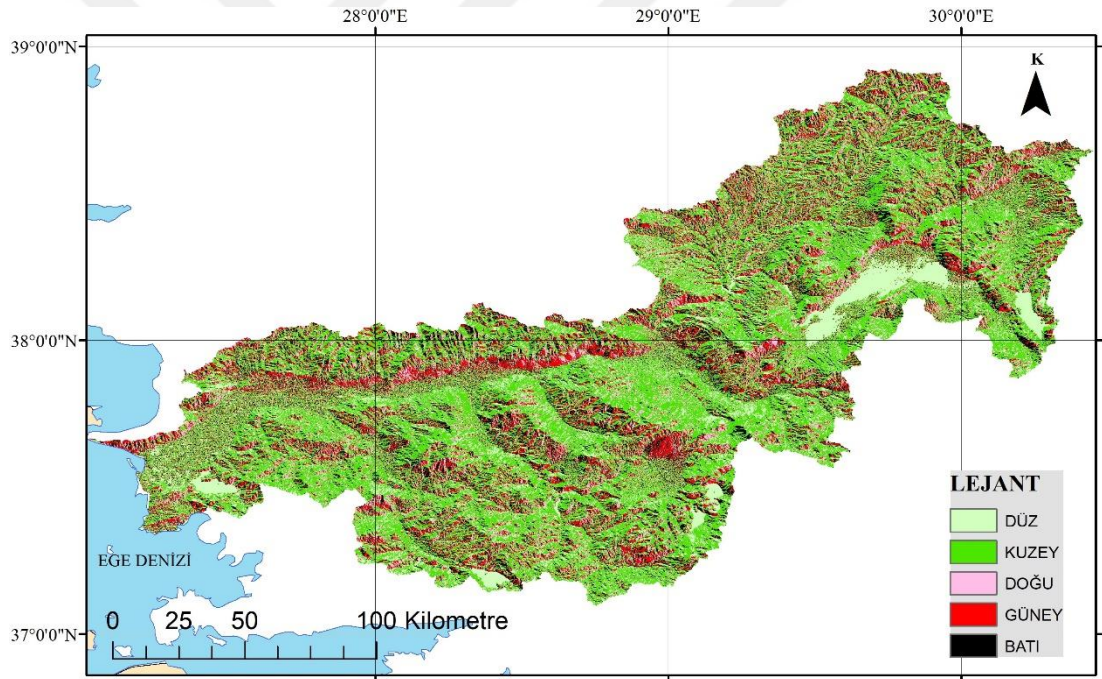 28°0'0"E 29°0'0"E 30°0'0"E
39°0'0"N
K
38°0'0"N
LEJANT
DÜZ
KUZEY
DOĞU
GÜNEY
BATI
EGE DENİZİ
0 25 50 100 Kilometre
37°0'0"N